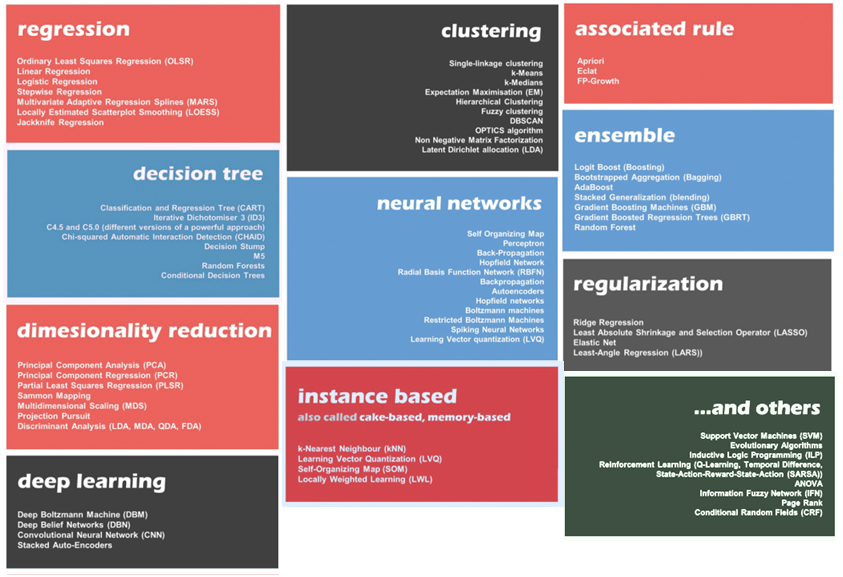 regression
Ordinary Least Squares Regression (OLSR)
Linear Regression
Logistic Regression
Stepwise Regression
Multivariate Adaptive Regression Splines (MARS)
Locally Estimated Scatterplot Smoothing (LOESS)
Jackknife Regression
decision tree
Classification and Regression Tree (CART)
Iterative Dichotomiser 3 (ID3)
C4.5 and C5.0 (different versions of a powerful approach)
Chi-squared Automatic Interaction Detection (CHAID)
Decision Stump
M5
Random Forests
Conditional Decision Trees
dimesionality reduction
Principal Component Analysis (PCA)
Principal Component Regression (PCR)
Partial Least Squares Regression (PLSR)
Sammon Mapping
Multidimensional Scaling (MDS)
Projection Pursuit
Discriminant Analysis (LDA, MDA, QDA, FDA)
deep learning
Deep Boltzmann Machine (DBM)
Deep Belief Networks (DBN)
Convolutional Neural Network (CNN)
Stacked Auto-Encoders
clustering
Single-linkage clustering
k-Means
k-Medians
Expectation Maximisation (EM)
Hierarchical Clustering
Fuzzy clustering
DBSCAN
OPTICS algorithm
Non Negative Matrix Factorization
Latent Dirichlet allocation (LDA)
neural networks
Self Organizing Map
Perceptron
Back-Propagation
Hopfield Network
Radial Basis Function Network (RBFN)
Backpropagation
Autoencoders
Hopfield networks
Boltzmann machines
Restricted Boltzmann Machines
Spiking Neural Networks
Learning Vector quantization (LVQ)
instance based
also called cake-based, memory-based
k-Nearest Neighbour (kNN)
Learning Vector Quantization (LVQ)
Self-Organizing Map (SOM)
Locally Weighted Learning (LWL)
associated rule
Apriori
Eclat
FP-Growth
ensemble
Logit Boost (Boosting)
Bootstrapped Aggregation (Bagging)
AdaBoost
Stacked Generalization (blending)
Gradient Boosting Machines (GBM)
Gradient Boosted Regression Trees (GBRT)
Random Forest
regularization
Ridge Regression
Least Absolute Shrinkage and Selection Operator (LASSO)
Elastic Net
Least-Angle Regression (LARS))
...and others
Support Vector Machines (SVM)
Evolutionary Algorithms
Inductive Logic Programming (ILP)
Reinforcement Learning (Q-Learning, Temporal Difference,
State-Action-Reward-State-Action (SARSA))
ANOVA
Information Fuzzy Network (IFN)
Page Rank
Conditional Random Fields (CRF)